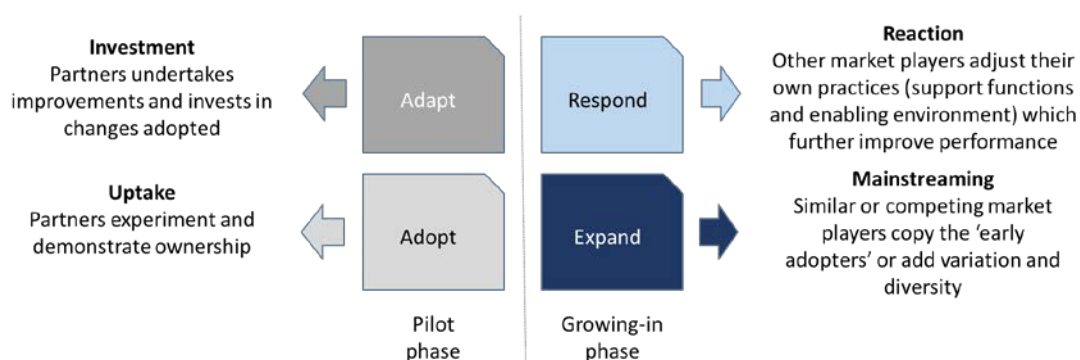 Investment
Partners undertakes
improvements and invests in
changes adopted
Adapt
Respond
Reaction
Other market players adjust their
own practices (support functions
and enabling environment) which
further improve performance
Uptake
Partners experiment and
demonstrate ownership
Adopt
Expand
Mainstreaming
Similar or competing market
players copy the ‘early
adopters’ or add variation and
diversity
Pilot
phase
Growing-in
phase